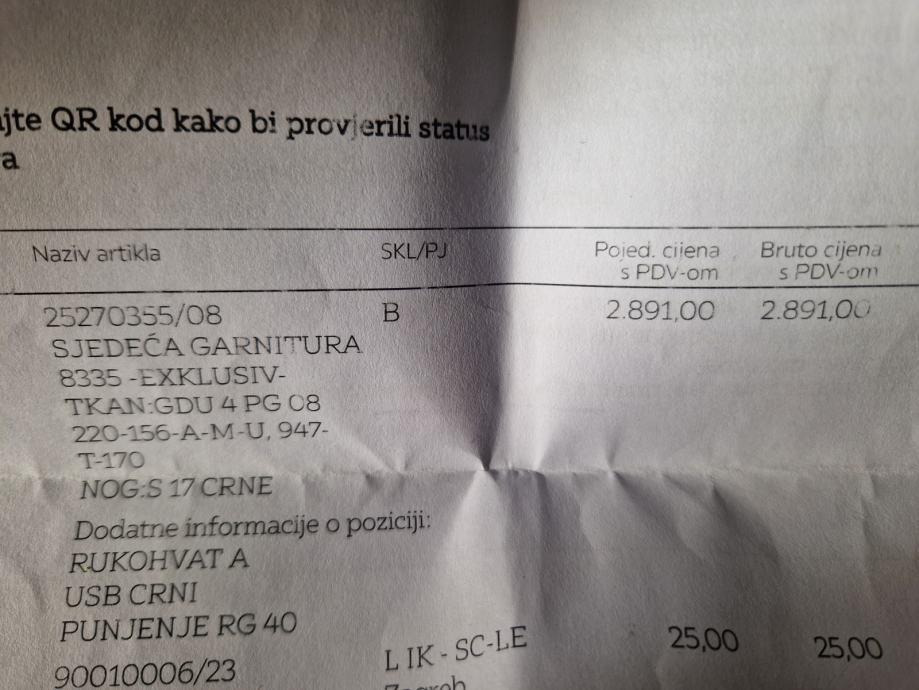 jte QR kod kako bi provjerili status
a
Naziv artikla SKL/PJ Pojed. cijena Bruto cijena
s PDV-om s PDV-om
25270355/08 B 2.891,00 2.891,00
SJEDEĆA GARNITURA
8335 -EXKLUSIV-
TKAN:GDU 4 PG 08
220-156-A-M-U, 947-
T-170
NOG:S 17 CRNE
Dodatne informacije o poziciji:
RUKOHVAT A
USB CRNI
PUNJENJE RG 40
90010006/23 L IK - SC-LE 25,00 25,00
Zagreb